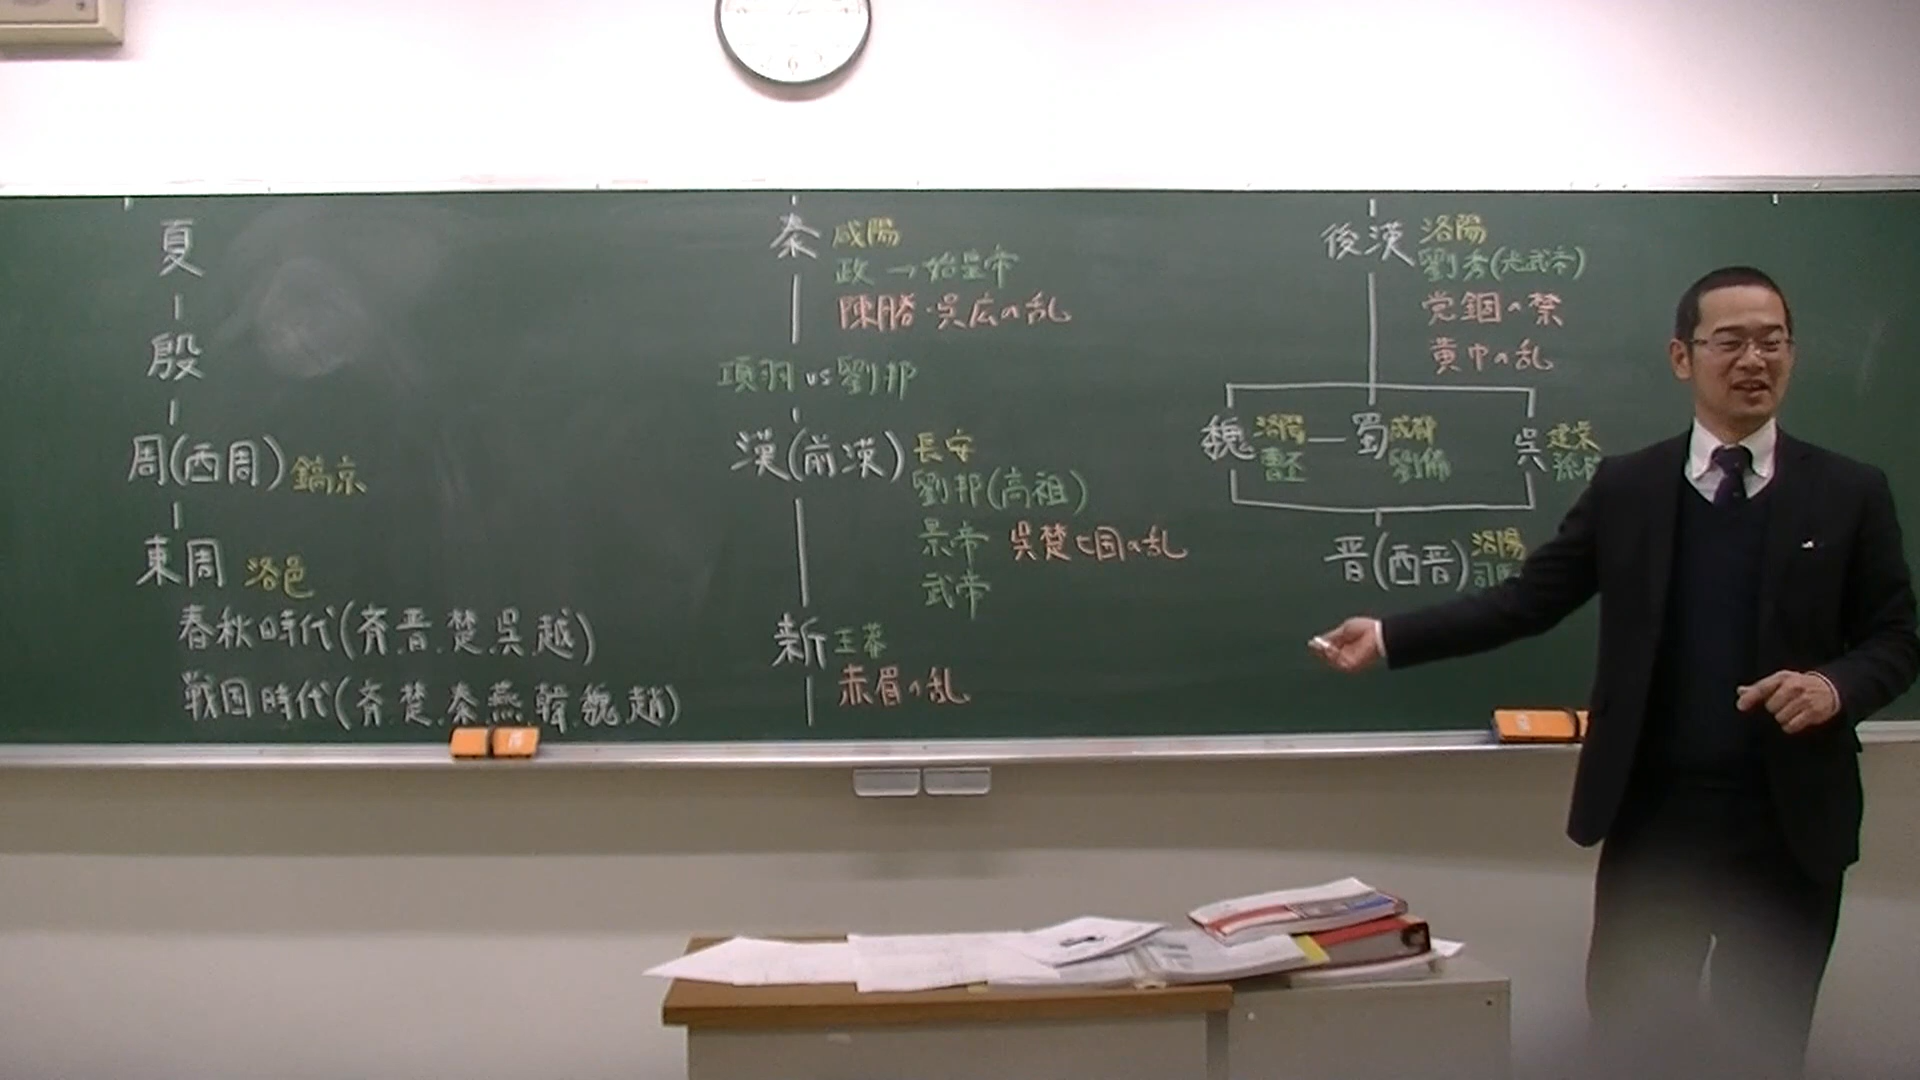 夏
殷
周(西周)鎬京
東周 洛邑
春秋時代(斉.晋.楚.呉.越)
戦国時代(斉.楚.秦.燕.韓.魏.趙)
秦 咸陽
政→始皇帝
陳勝・呉広の乱
項羽 vs 劉邦
漢(前漢)長安
劉邦(高祖)
景帝 呉楚七国の乱
武帝
新 王莽
赤眉の乱
後漢 洛陽
劉秀(光武帝)
党錮の禁
黄巾の乱
魏 洛陽 曹丕
蜀 成都 劉備
呉 建業
晋(西晋)洛陽
6